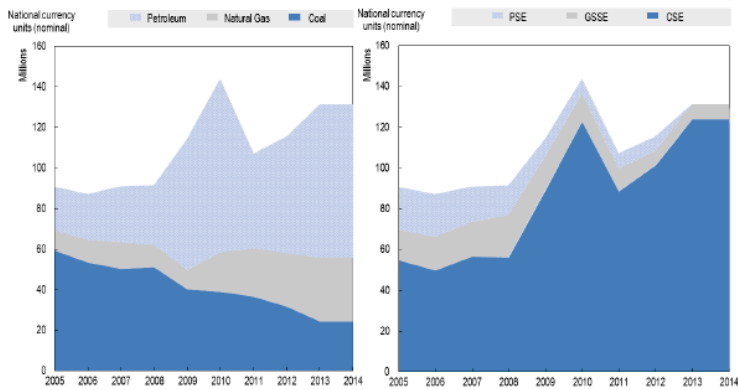 National currency
units (nominal)
Petroleum Natural Gas Coal
Millions
160
140
120
100
80
60
40
20
0
2005 2006 2007 2008 2009 2010 2011 2012 2013 2014
National currency
units (nominal)
PSE GSSE CSE
Millions
160
140
120
100
80
60
40
20
0
2005 2006 2007 2008 2009 2010 2011 2012 2013 2014